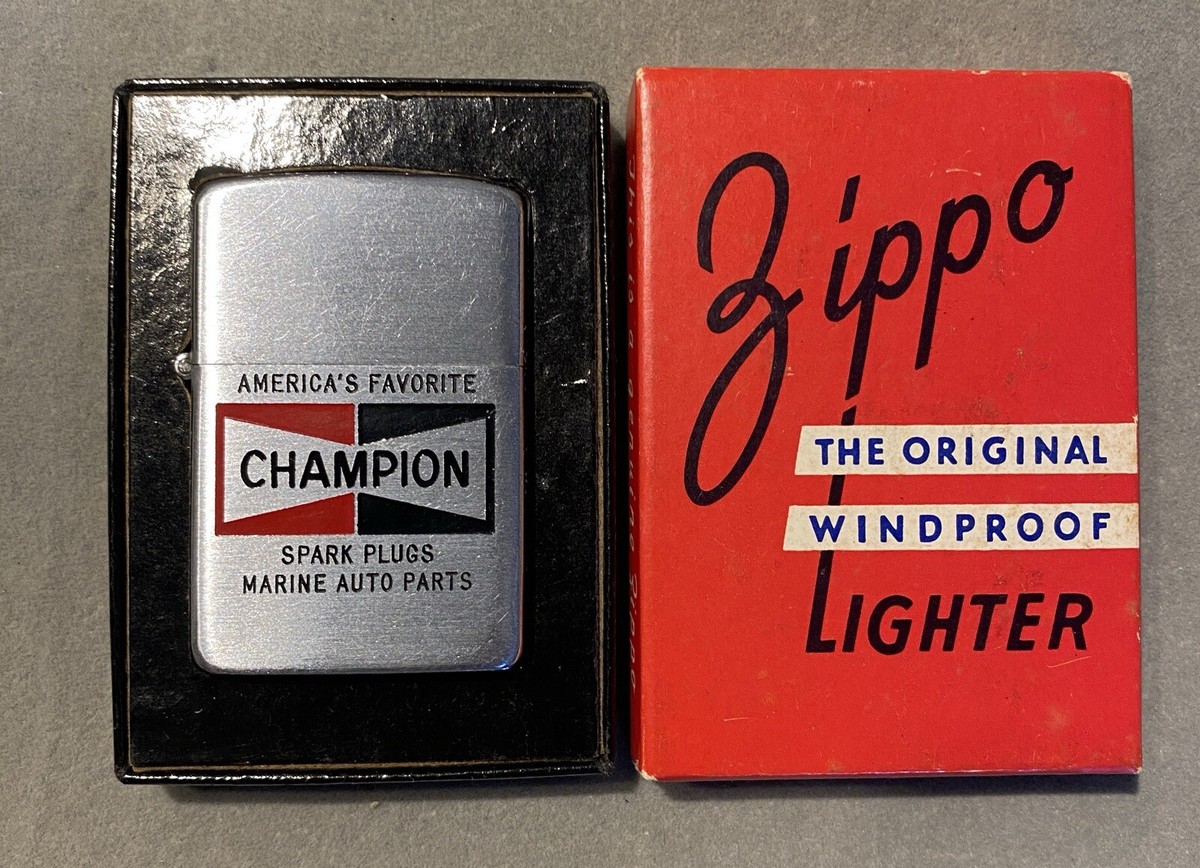 AMERICA'S FAVORITE
CHAMPION
SPARK PLUGS
MARINE AUTO PARTS
Zippo
THE ORIGINAL
WINDPROOF
LIGHTER